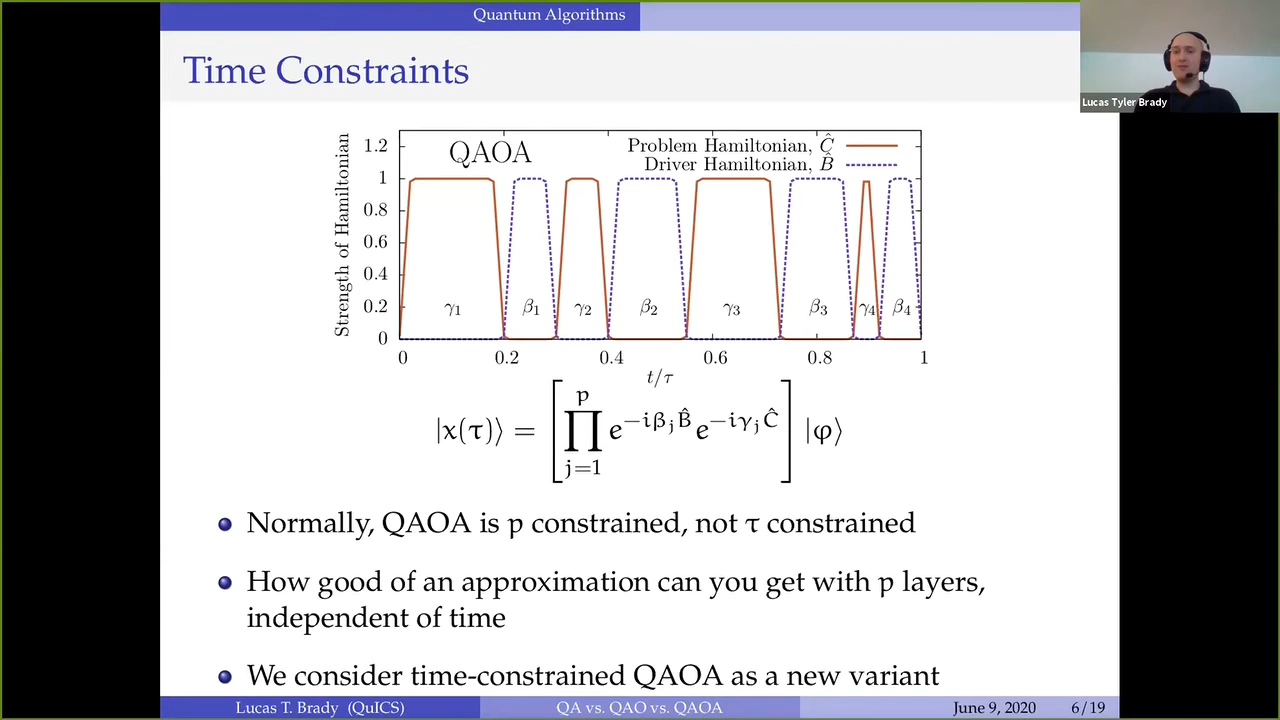 Quantum Algorithms
Time Constraints
Lucas Tyler Brady
QAOA
Problem Hamiltonian, Ĉ
Driver Hamiltonian, B̂
Strength of Hamiltonian
1.2
1
0.8
0.6
0.4
0.2
0
γ₁ β₁ γ₂ β₂ γ₃ β₃ γ₄ β₄
0 0.2 0.4 0.6 0.8 1
t/τ
|x(τ)⟩ = [∏_{j=1}^{p} e^{−iβ_jB̂} e^{−iγ_jĈ}] |φ⟩
Normally, QAOA is p constrained, not τ constrained
How good of an approximation can you get with p layers,
independent of time
We consider time-constrained QAOA as a new variant
Lucas T. Brady (QuICS) QA vs. QAO vs. QAOA June 9, 2020 6/19